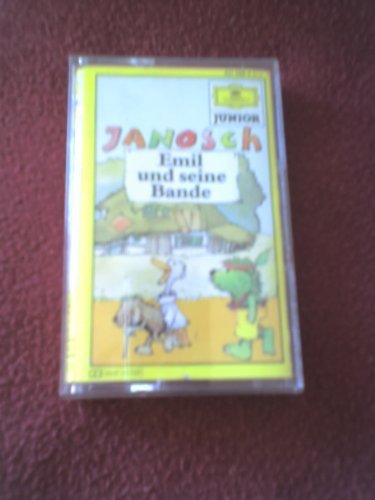 JUNIOR
JANOSCH
Emil
und seine
Bande